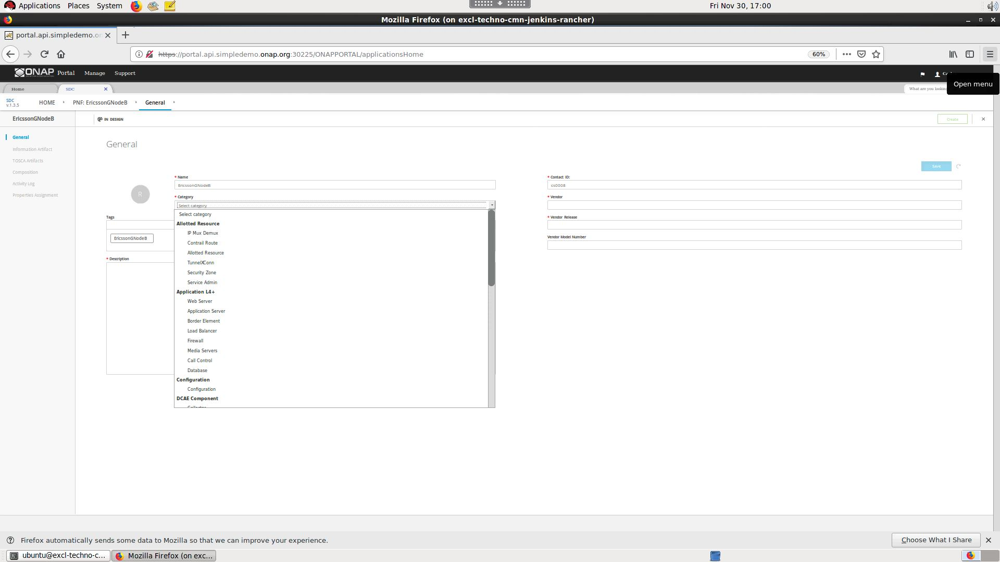 Applications Places System
Fri Nov 30, 17:00
Mozilla Firefox (on excl-techno-cmn-jenkins-rancher)
portal.api.simpledemo.or
https://portal.api.simpledemo.onap.org:30225/ONAPPORTAL/applicationsHome
60%
ONAP Portal Manage Support
Open menu
Home
SDC
What are you looking
SDC
v.1.3.5
HOME
PNF: EricssonGNodeB
General
EricssonGNodeB
IN DESIGN
Create
General
Information Artifact
TOSCA Artifacts
Composition
Activity Log
Properties Assignment
General
Save
R
* Name
EricssonGNodeB
* Category
Select category
Select category
Allotted Resource
IP Mux Demux
Contrail Route
Allotted Resource
TunnelXConn
Security Zone
Service Admin
Application L4+
Web Server
Application Server
Border Element
Load Balancer
Firewall
Media Servers
Call Control
Database
Configuration
Configuration
DCAE Component
Tags
EricssonGNodeB
* Description
* Contact ID:
cs0008
* Vendor
* Vendor Release
Vendor Model Number
Firefox automatically sends some data to Mozilla so that we can improve your experience.
Choose What I Share
ubuntu@excl-techno-c...
Mozilla Firefox (on exc...